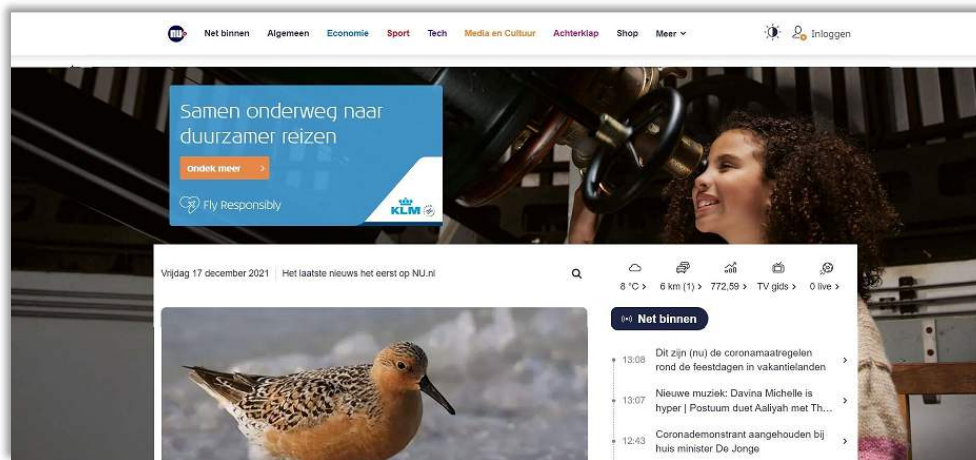 NU
Net binnen Algemeen Economie Sport Tech Media en Cultuur Achterklap Shop Meer Inloggen
Samen onderweg naar
duurzamer reizen
Ondek meer >
Fly Responsibly
KLM
Vrijdag 17 december 2021 | Het laatste nieuws het eerst op NU.nl
8 °C > 6 km (1) > 772,59 > TV gids > 0 live >
Net binnen
13:08 Dit zijn (nu) de coronamaatregelen
rond de feestdagen in vakantielanden
13:07 Nieuwe muziek: Davina Michelle is
hyper | Postuum duet Aaliyah met Th...
12:43 Coronademonstrant aangehouden bij
huis minister De Jonge